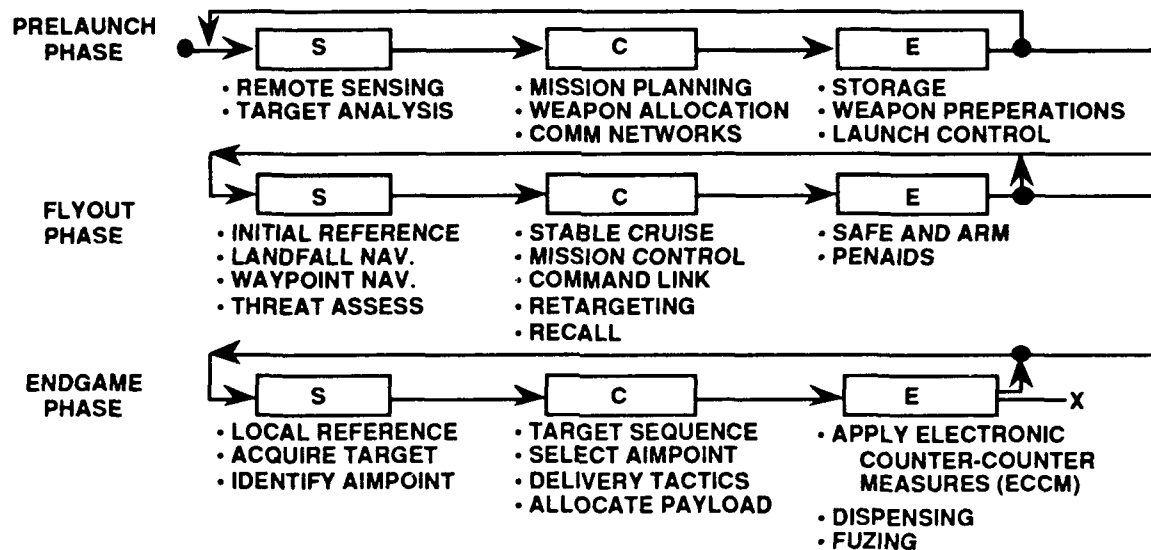 PRELAUNCH
PHASE
S
C
E
• REMOTE SENSING
• TARGET ANALYSIS
• MISSION PLANNING
• WEAPON ALLOCATION
• COMM NETWORKS
• STORAGE
• WEAPON PREPERATIONS
• LAUNCH CONTROL
FLYOUT
PHASE
S
C
E
• INITIAL REFERENCE
• LANDFALL NAV.
• WAYPOINT NAV.
• THREAT ASSESS
• STABLE CRUISE
• MISSION CONTROL
• COMMAND LINK
• RETARGETING
• RECALL
• SAFE AND ARM
• PENAIDS
ENDGAME
PHASE
S
C
E
X
• LOCAL REFERENCE
• ACQUIRE TARGET
• IDENTIFY AIMPOINT
• TARGET SEQUENCE
• SELECT AIMPOINT
• DELIVERY TACTICS
• ALLOCATE PAYLOAD
• APPLY ELECTRONIC
COUNTER-COUNTER
MEASURES (ECCM)
• DISPENSING
• FUZING